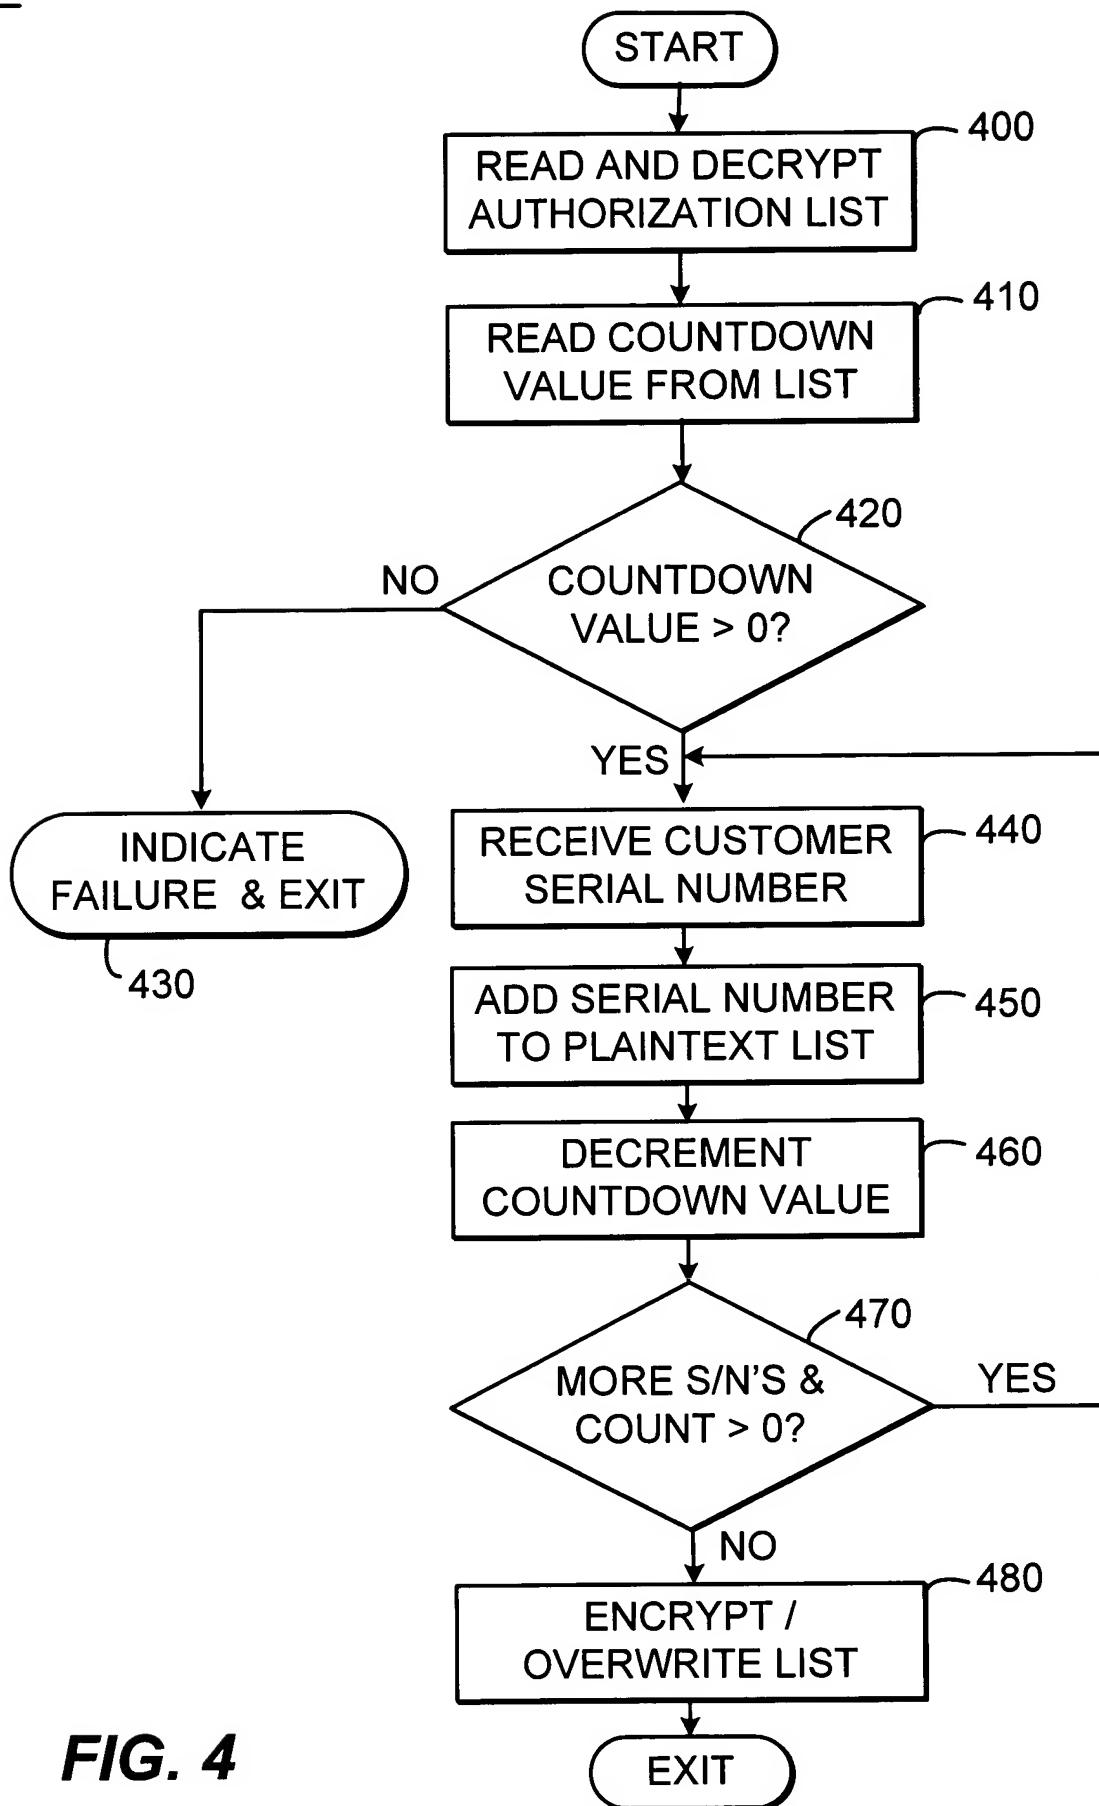 START
400
READ AND DECRYPT
AUTHORIZATION LIST
410
READ COUNTDOWN
VALUE FROM LIST
420
NO
COUNTDOWN
VALUE > 0?
YES
INDICATE
FAILURE & EXIT
430
440
RECEIVE CUSTOMER
SERIAL NUMBER
450
ADD SERIAL NUMBER
TO PLAINTEXT LIST
460
DECREMENT
COUNTDOWN VALUE
470
MORE S/N'S &
COUNT > 0?
YES
NO
480
ENCRYPT /
OVERWRITE LIST
EXIT
FIG. 4